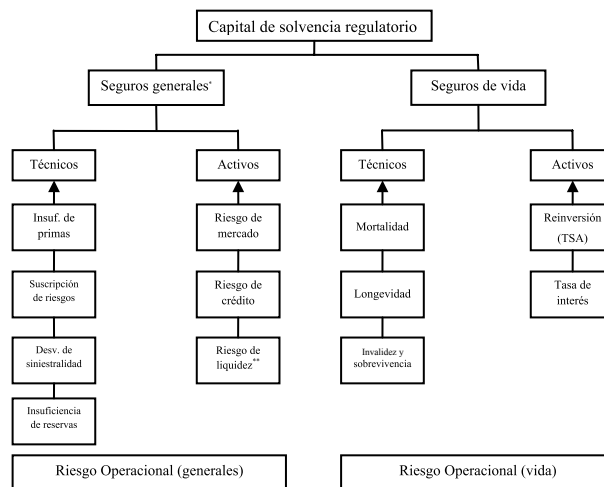 Capital de solvencia regulatorio
Seguros generales*
Seguros de vida
Técnicos
Activos
Técnicos
Activos
Insuf. de
primas
Riesgo de
mercado
Mortalidad
Reinversión
(TSA)
Suscripción
de riesgos
Riesgo de
crédito
Longevidad
Tasa de
interés
Desv. de
siniestralidad
Riesgo de
liquidez**
Invalidez y
sobrevivencia
Insuficiencia
de reservas
Riesgo Operacional (generales)
Riesgo Operacional (vida)